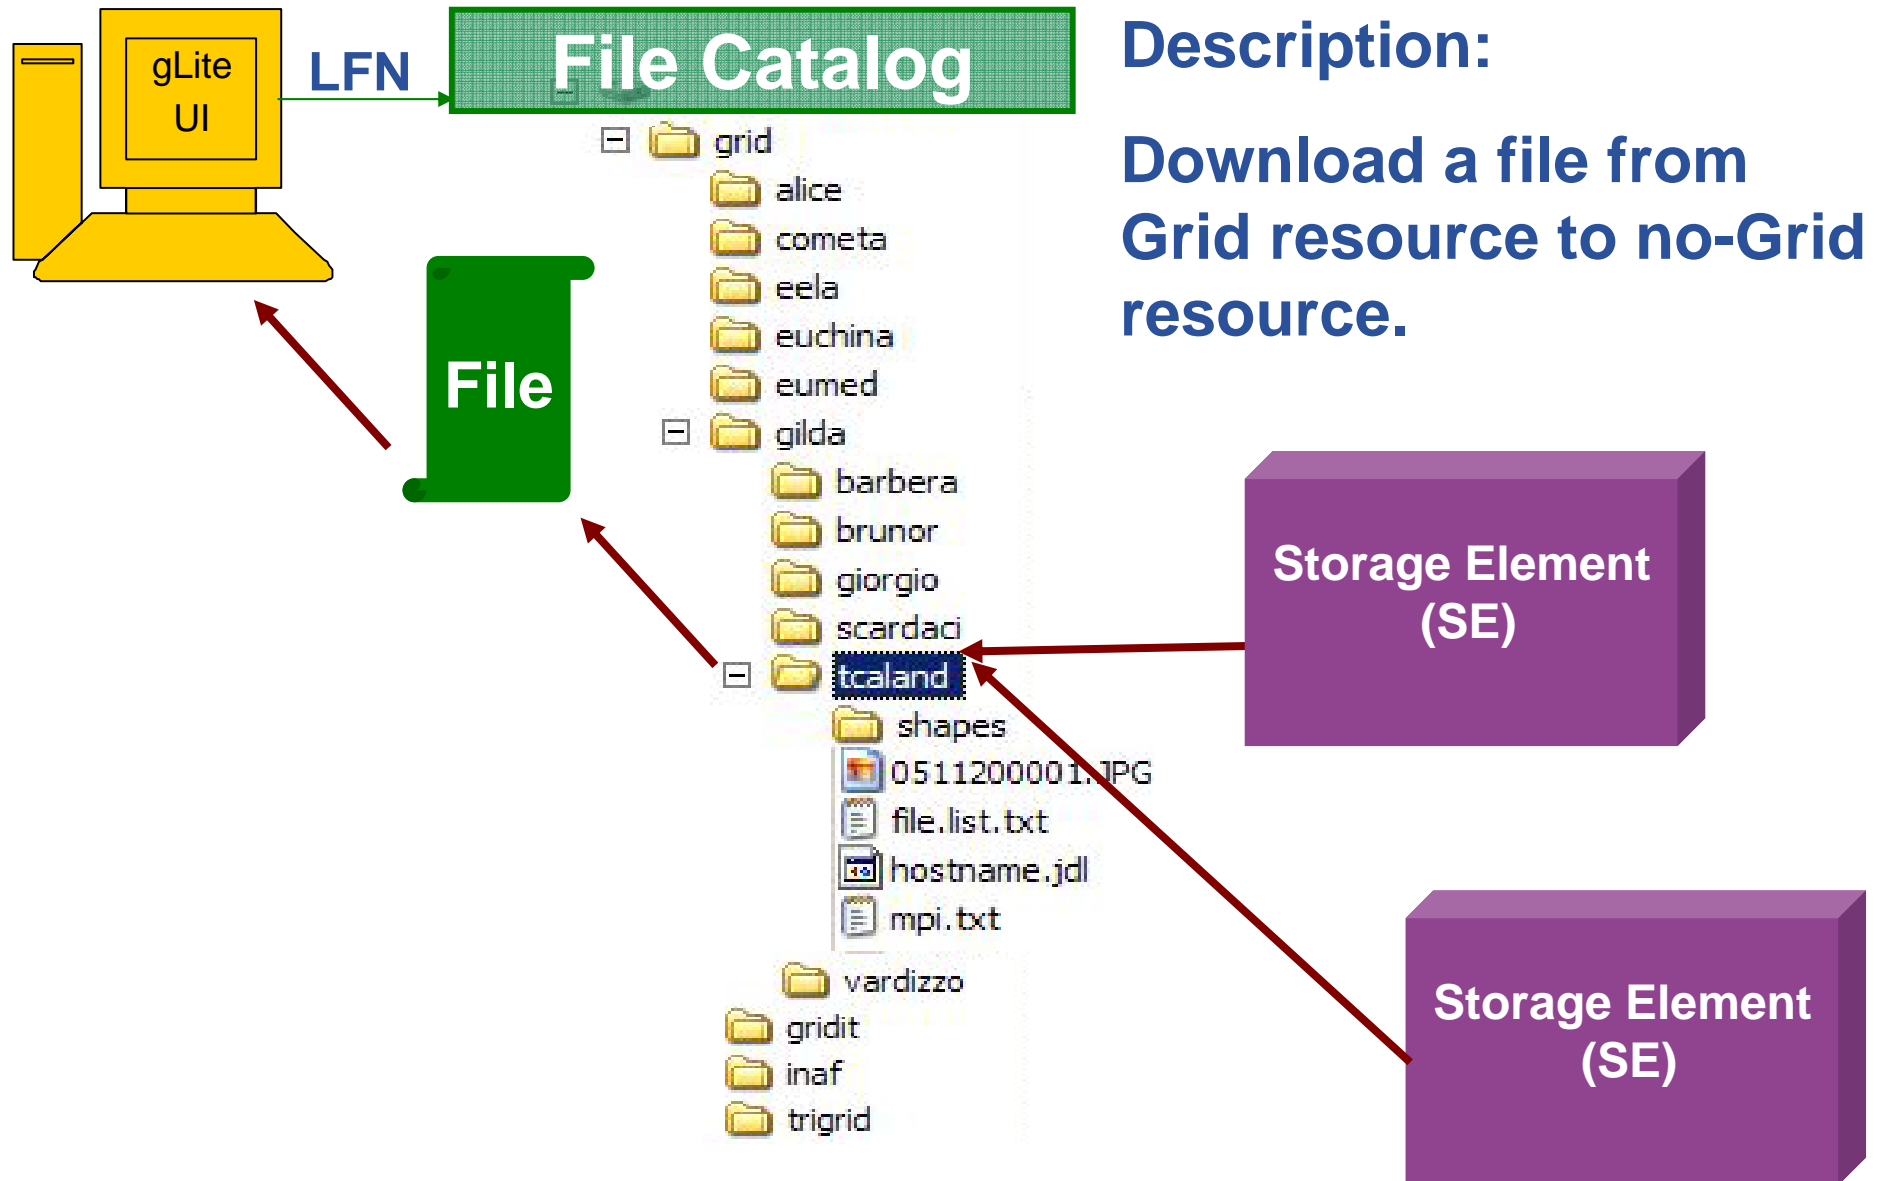 gLite
UI
LFN
File Catalog
Description:
Download a file from
Grid resource to no-Grid
resource.
grid
alice
cometa
eela
euchina
eumed
gilda
barbera
brunor
giorgio
scardaci
tcaland
shapes
0511200001.JPG
file.list.txt
hostname.jdl
mpi.txt
vardizzo
gridit
inaf
trigrid
File
Storage Element
(SE)
Storage Element
(SE)